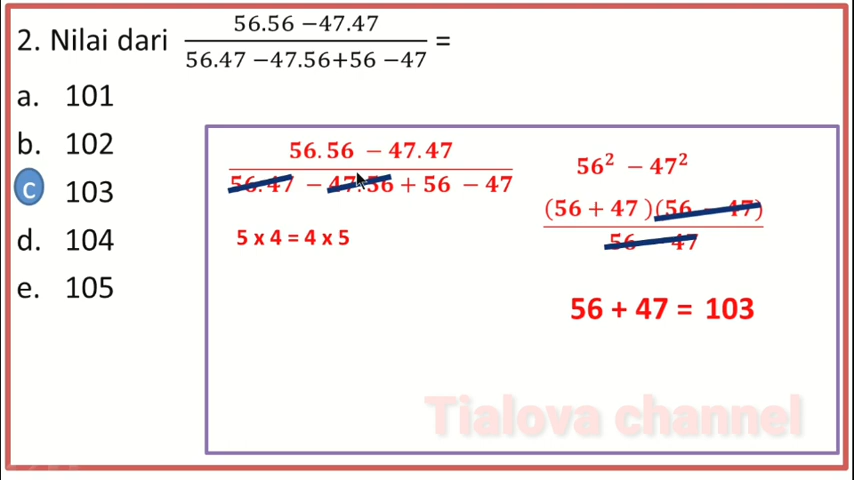 2. Nilai dari 56.56 −47.47 / 56.47 −47.56+56 −47 =
a. 101
b. 102
c 103
d. 104
e. 105
56.56 − 47.47
56.47 − 47.56 + 56 − 47
5 x 4 = 4 x 5
56² − 47²
(56 + 47 )(56 − 47)
56 − 47
56 + 47 = 103
Tialova channel